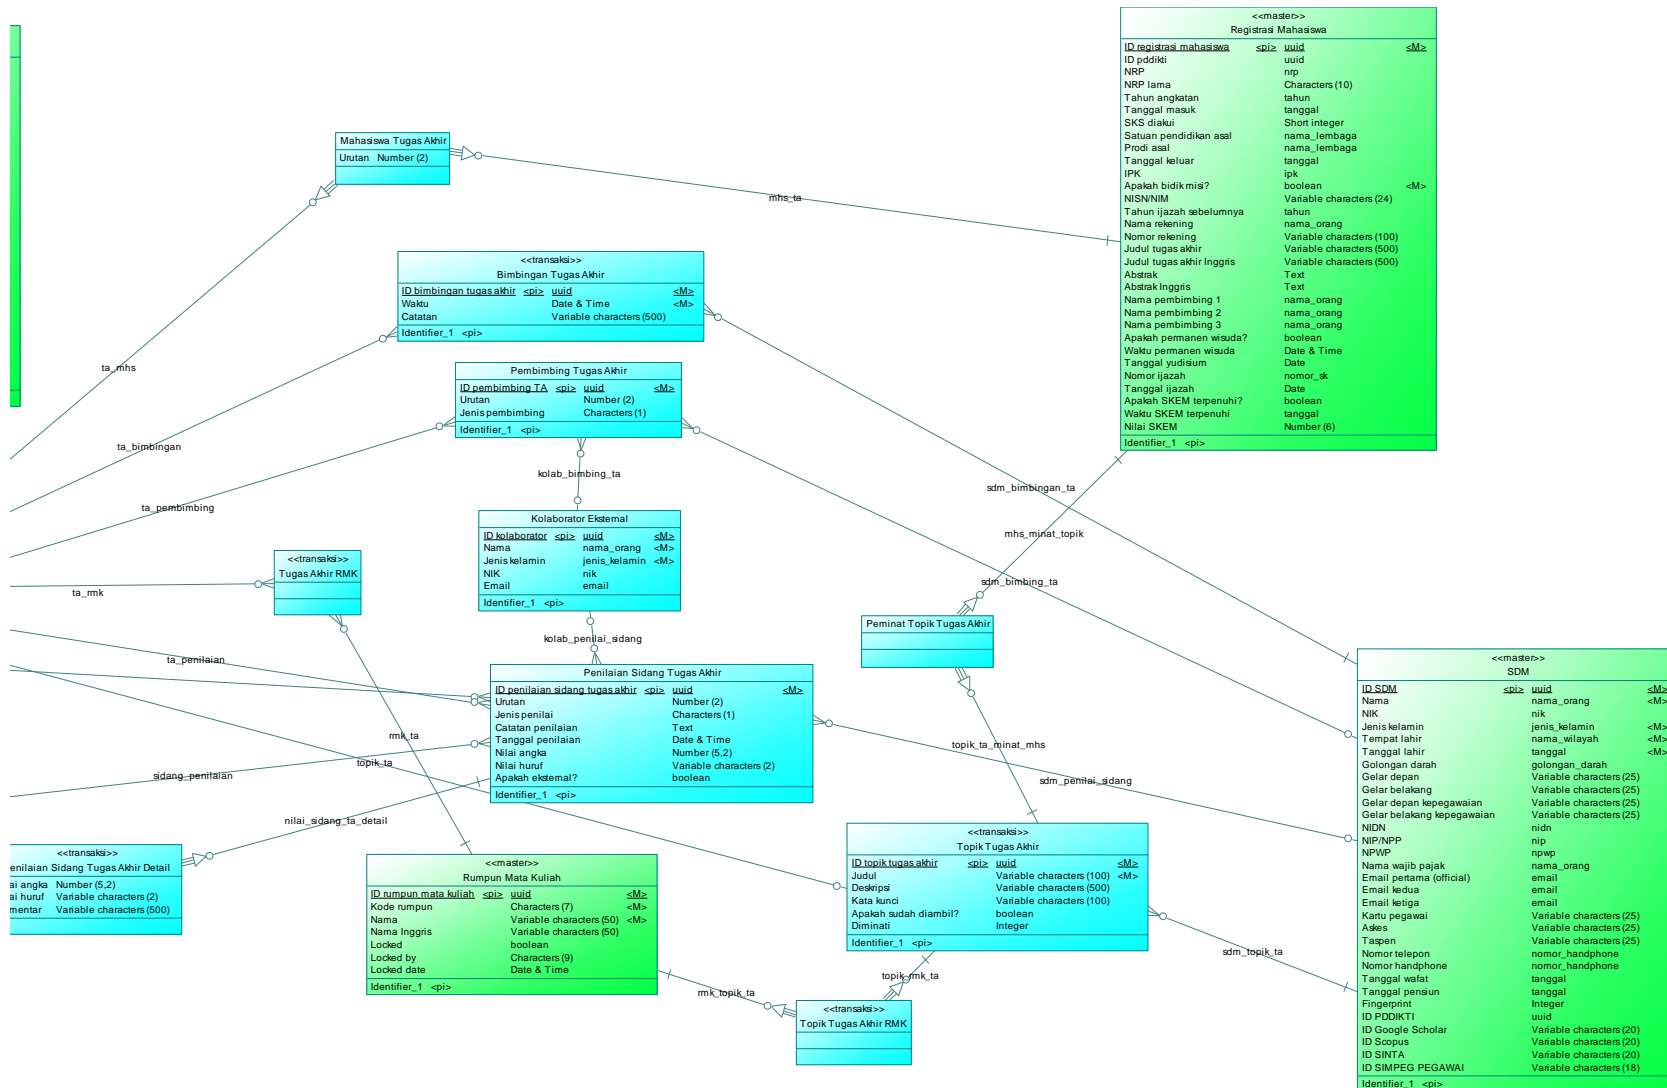 <<master>>
Registrasi Mahasiswa
ID registrasi mahasiswa <pi> uuid <M>
ID pddikti uuid
NRP nrp
NRP lama Characters (10)
Tahun angkatan tahun
Tanggal masuk tanggal
SKS diakui Short integer
Satuan pendidikan asal nama_lembaga
Prodi asal nama_lembaga
Tanggal keluar tanggal
IPK ipk
Apakah bidik misi? boolean <M>
NISN/NIM Variable characters (24)
Tahun ijazah sebelumnya tahun
Nama rekening nama_orang
Nomor rekening Variable characters (100)
Judul tugas akhir Variable characters (500)
Judul tugas akhir Inggris Variable characters (500)
Abstrak Text
Abstrak Inggris Text
Nama pembimbing 1 nama_orang
Nama pembimbing 2 nama_orang
Nama pembimbing 3 nama_orang
Apakah permanen wisuda? boolean
Waktu permanen wisuda Date & Time
Tanggal yudisium Date
Nomor ijazah nomor_sk
Tanggal ijazah Date
Apakah SKEM terpenuhi? boolean
Waktu SKEM terpenuhi tanggal
Nilai SKEM Number (6)
Identifier_1 <pi>
Mahasiswa Tugas Akhir
Urutan Number (2)
mhs_ta
ta_mhs
<<transaksi>>
Bimbingan Tugas Akhir
ID bimbingan tugas akhir <pi> uuid <M>
Waktu Date & Time <M>
Catatan Variable characters (500)
Identifier_1 <pi>
ta_bimbingan
Pembimbing Tugas Akhir
ID pembimbing TA <pi> uuid <M>
Urutan Number (2)
Jenis pembimbing Characters (1)
Identifier_1 <pi>
kolab_bimbing_ta
ta_pembimbing
sdm_bimbingan_ta
mhs_minat_topik
sdm_bimbing_ta
Kolaborator Eksternal
ID kolaborator <pi> uuid <M>
Nama nama_orang <M>
Jenis kelamin jenis_kelamin <M>
NIK nik
Email email
Identifier_1 <pi>
<<transaksi>>
Tugas Akhir RMK
ta_rmk
kolab_penilai_sidang
ta_penilaian
Peminat Topik Tugas Akhir
Penilaian Sidang Tugas Akhir
ID penilaian sidang tugas akhir <pi> uuid <M>
Urutan Number (2)
Jenis penilai Characters (1)
Catatan penilaian Text
Tanggal penilaian Date & Time
Nilai angka Number (5,2)
Nilai huruf Variable characters (2)
Apakah eksternal? boolean
Identifier_1 <pi>
rmk_ta
topik_ta
sidang_penilaian
nilai_sidang_ta_detail
topik_ta_minat_mhs
sdm_penilai_sidang
<<master>>
SDM
ID SDM <pi> uuid <M>
Nama nama_orang <M>
NIK nik
Jenis kelamin jenis_kelamin <M>
Tempat lahir nama_wilayah <M>
Tanggal lahir tanggal <M>
Golongan darah golongan_darah
Gelar depan Variable characters (25)
Gelar belakang Variable characters (25)
Gelar depan kepegawaian Variable characters (25)
Gelar belakang kepegawaian Variable characters (25)
NIDN nidn
NIP/NPP nip
NPWP npwp
Nama wajib pajak nama_orang
Email pertama (official) email
Email kedua email
Email ketiga email
Kartu pegawai Variable characters (25)
Askes Variable characters (25)
Taspen Variable characters (25)
Nomor telepon nomor_handphone
Nomor handphone nomor_handphone
Tanggal wafat tanggal
Tanggal pensiun tanggal
Fingerprint Integer
ID PDDIKTI uuid
ID Google Scholar Variable characters (20)
ID Scopus Variable characters (20)
ID SINTA Variable characters (20)
ID SIMPEG PEGAWAI Variable characters (18)
Identifier_1 <pi>
<<transaksi>>
enilaian Sidang Tugas Akhir Detail
ai angka Number (5,2)
ai huruf Variable characters (2)
mentar Variable characters (500)
<<master>>
Rumpun Mata Kuliah
ID rumpun mata kuliah <pi> uuid <M>
Kode rumpun Characters (7) <M>
Nama Variable characters (50) <M>
Nama Inggris Variable characters (50)
Locked boolean
Locked by Characters (9)
Locked date Date & Time
Identifier_1 <pi>
<<transaksi>>
Topik Tugas Akhir
ID topik tugas akhir <pi> uuid <M>
Judul Variable characters (100) <M>
Deskripsi Variable characters (500)
Kata kunci Variable characters (100)
Apakah sudah diambil? boolean
Diminati Integer
Identifier_1 <pi>
sdm_topik_ta
topik_rmk_ta
rmk_topik_ta
<<transaksi>>
Topik Tugas Akhir RMK